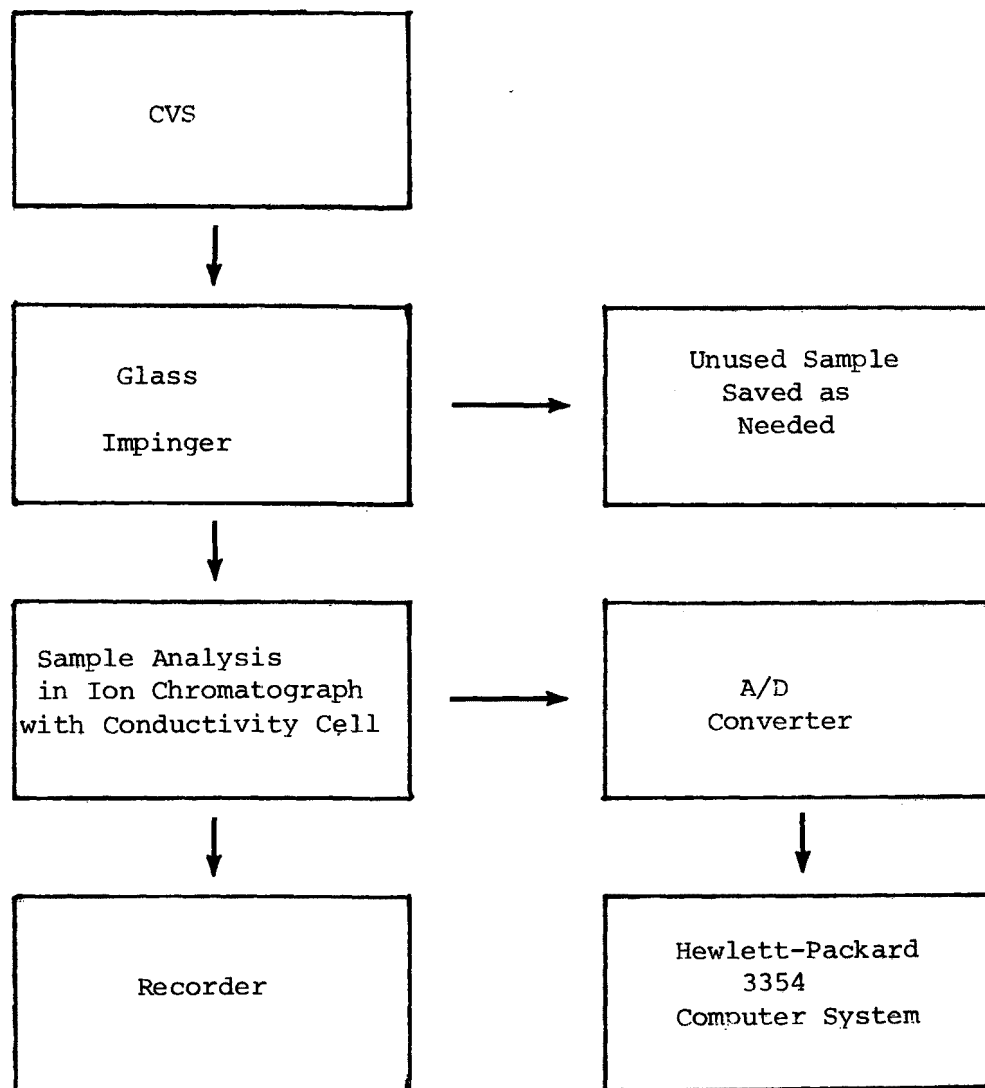 CVS
Glass
Impinger
Unused Sample
Saved as
Needed
Sample Analysis
in Ion Chromatograph
with Conductivity Cell
A/D
Converter
Recorder
Hewlett-Packard
3354
Computer System